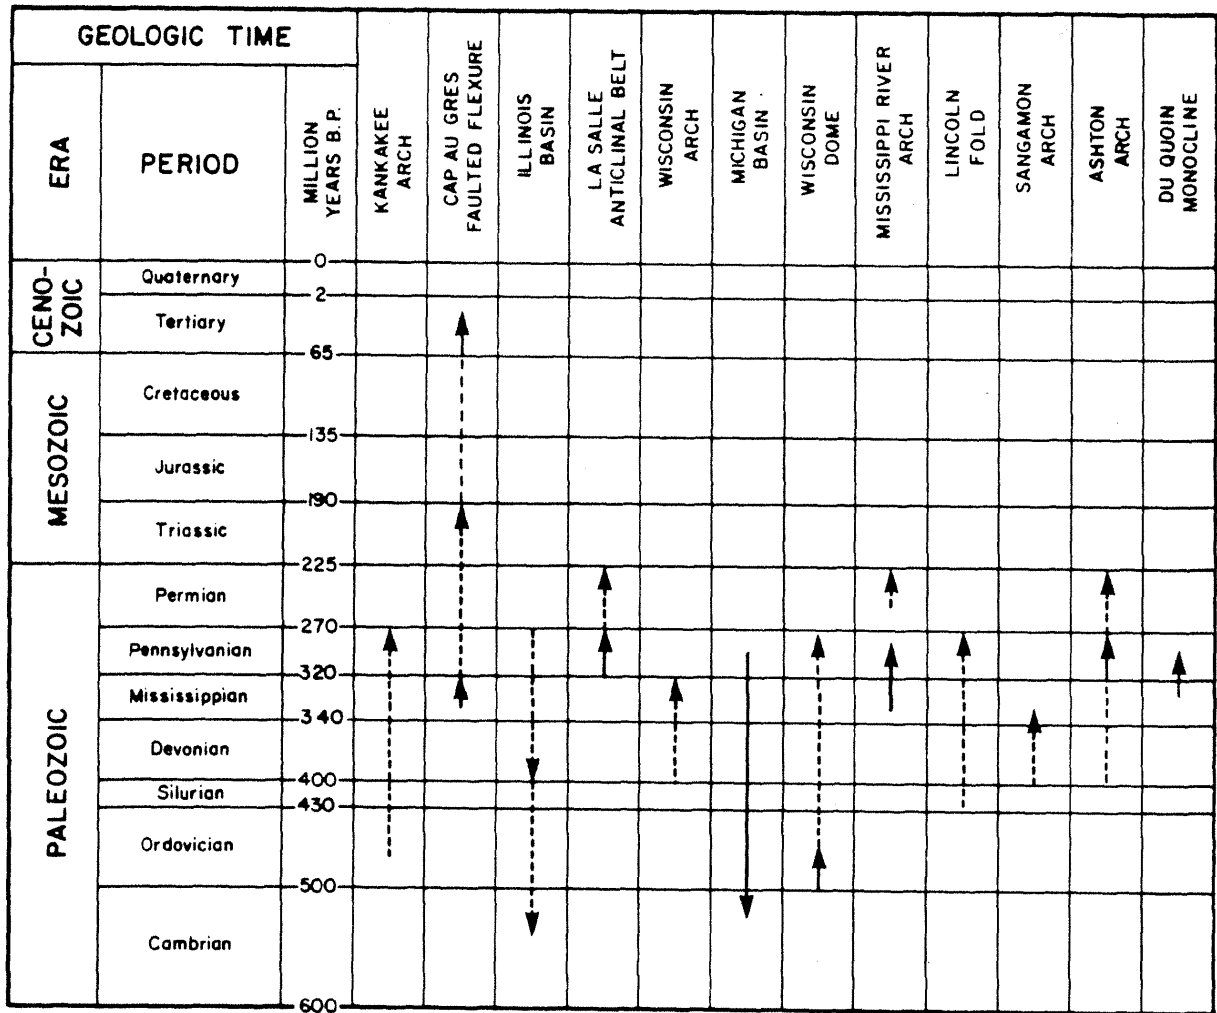 GEOLOGIC TIME
ERA
PERIOD
MILLION
YEARS B.P.
KANKAKEE
ARCH
CAP AU GRES
FAULTED FLEXURE
ILLINOIS
BASIN
LA SALLE
ANTICLINAL BELT
WISCONSIN
ARCH
MICHIGAN
BASIN
WISCONSIN
DOME
MISSISSIPPI RIVER
ARCH
LINCOLN
FOLD
SANGAMON
ARCH
ASHTON
ARCH
DU QUOIN
MONOCLINE
CENO-
ZOIC
MESOZOIC
PALEOZOIC
0
Quaternary
2
Tertiary
65
Cretaceous
135
Jurassic
190
Triassic
225
Permian
270
Pennsylvanian
320
Mississippian
340
Devonian
400
Silurian
430
Ordovician
500
Cambrian
600